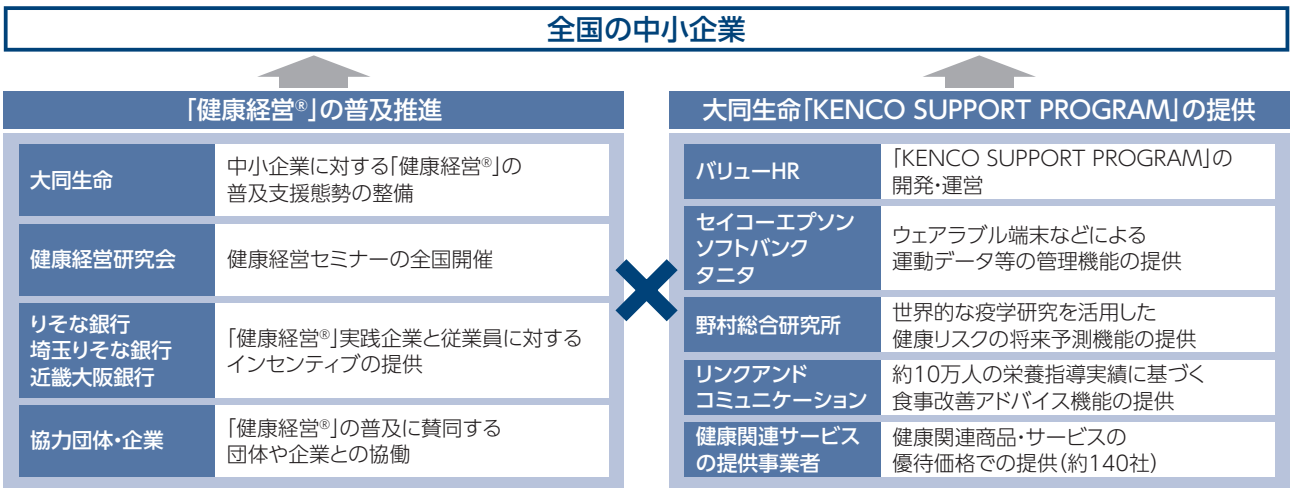 全国の中小企業
「健康経営®」の普及推進
大同生命
中小企業に対する「健康経営®」の
普及支援態勢の整備
健康経営研究会
健康経営セミナーの全国開催
りそな銀行
埼玉りそな銀行
近畿大阪銀行
「健康経営®」実践企業と従業員に対する
インセンティブの提供
協力団体・企業
「健康経営®」の普及に賛同する
団体や企業との協働
大同生命「KENCO SUPPORT PROGRAM」の提供
バリューHR
「KENCO SUPPORT PROGRAM」の
開発・運営
セイコーエプソン
ソフトバンク
タニタ
ウェアラブル端末などによる
運動データ等の管理機能の提供
野村総合研究所
世界的な疫学研究を活用した
健康リスクの将来予測機能の提供
リンクアンド
コミュニケーション
約10万人の栄養指導実績に基づく
食事改善アドバイス機能の提供
健康関連サービス
の提供事業者
健康関連商品・サービスの
優待価格での提供(約140社)